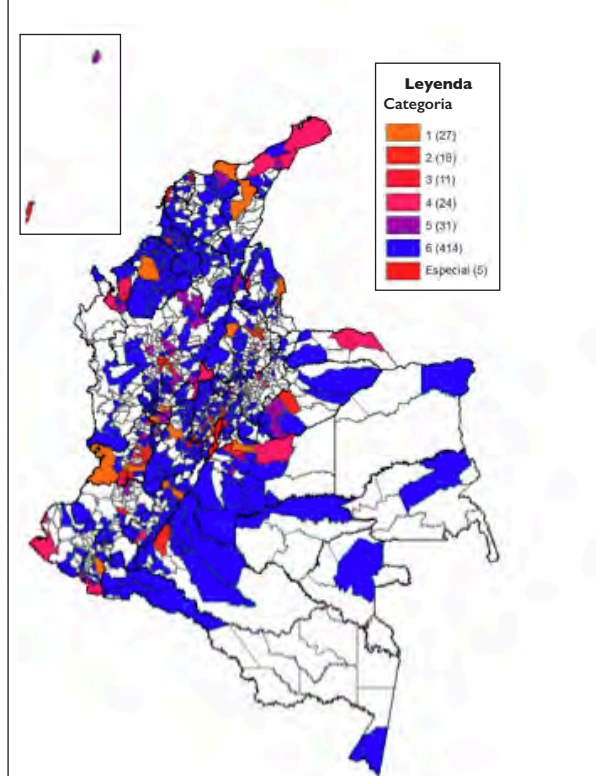 Leyenda
Categoria
1 (27)
2 (18)
3 (11)
4 (24)
5 (31)
6 (414)
Especial (5)